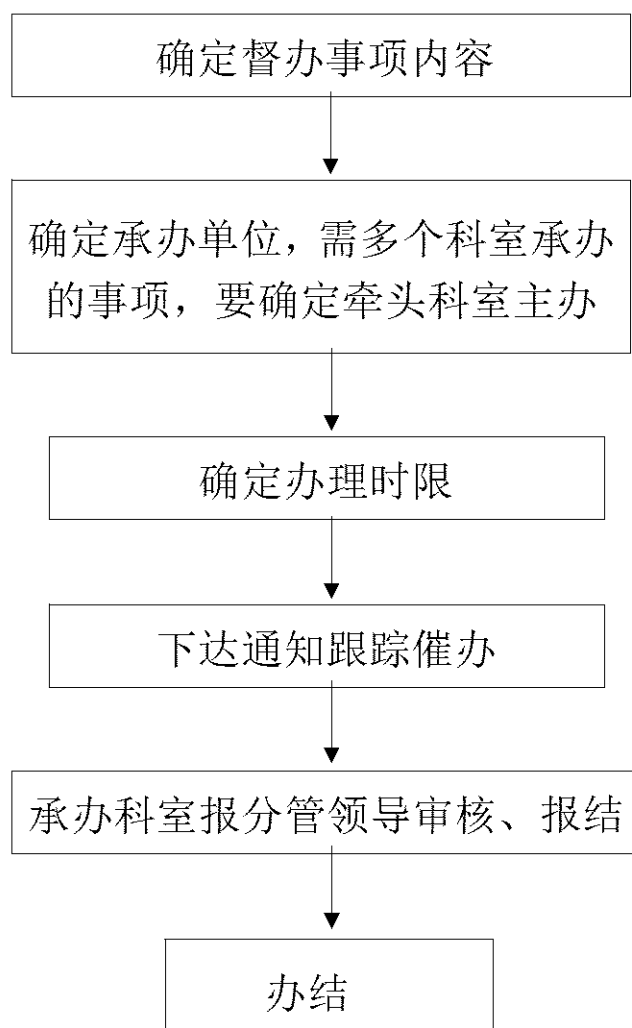 确定督办事项内容
确定承办单位，需多个科室承办
的事项，要确定牵头科室主办
确定办理时限
下达通知跟踪催办
承办科室报分管领导审核、报结
办结